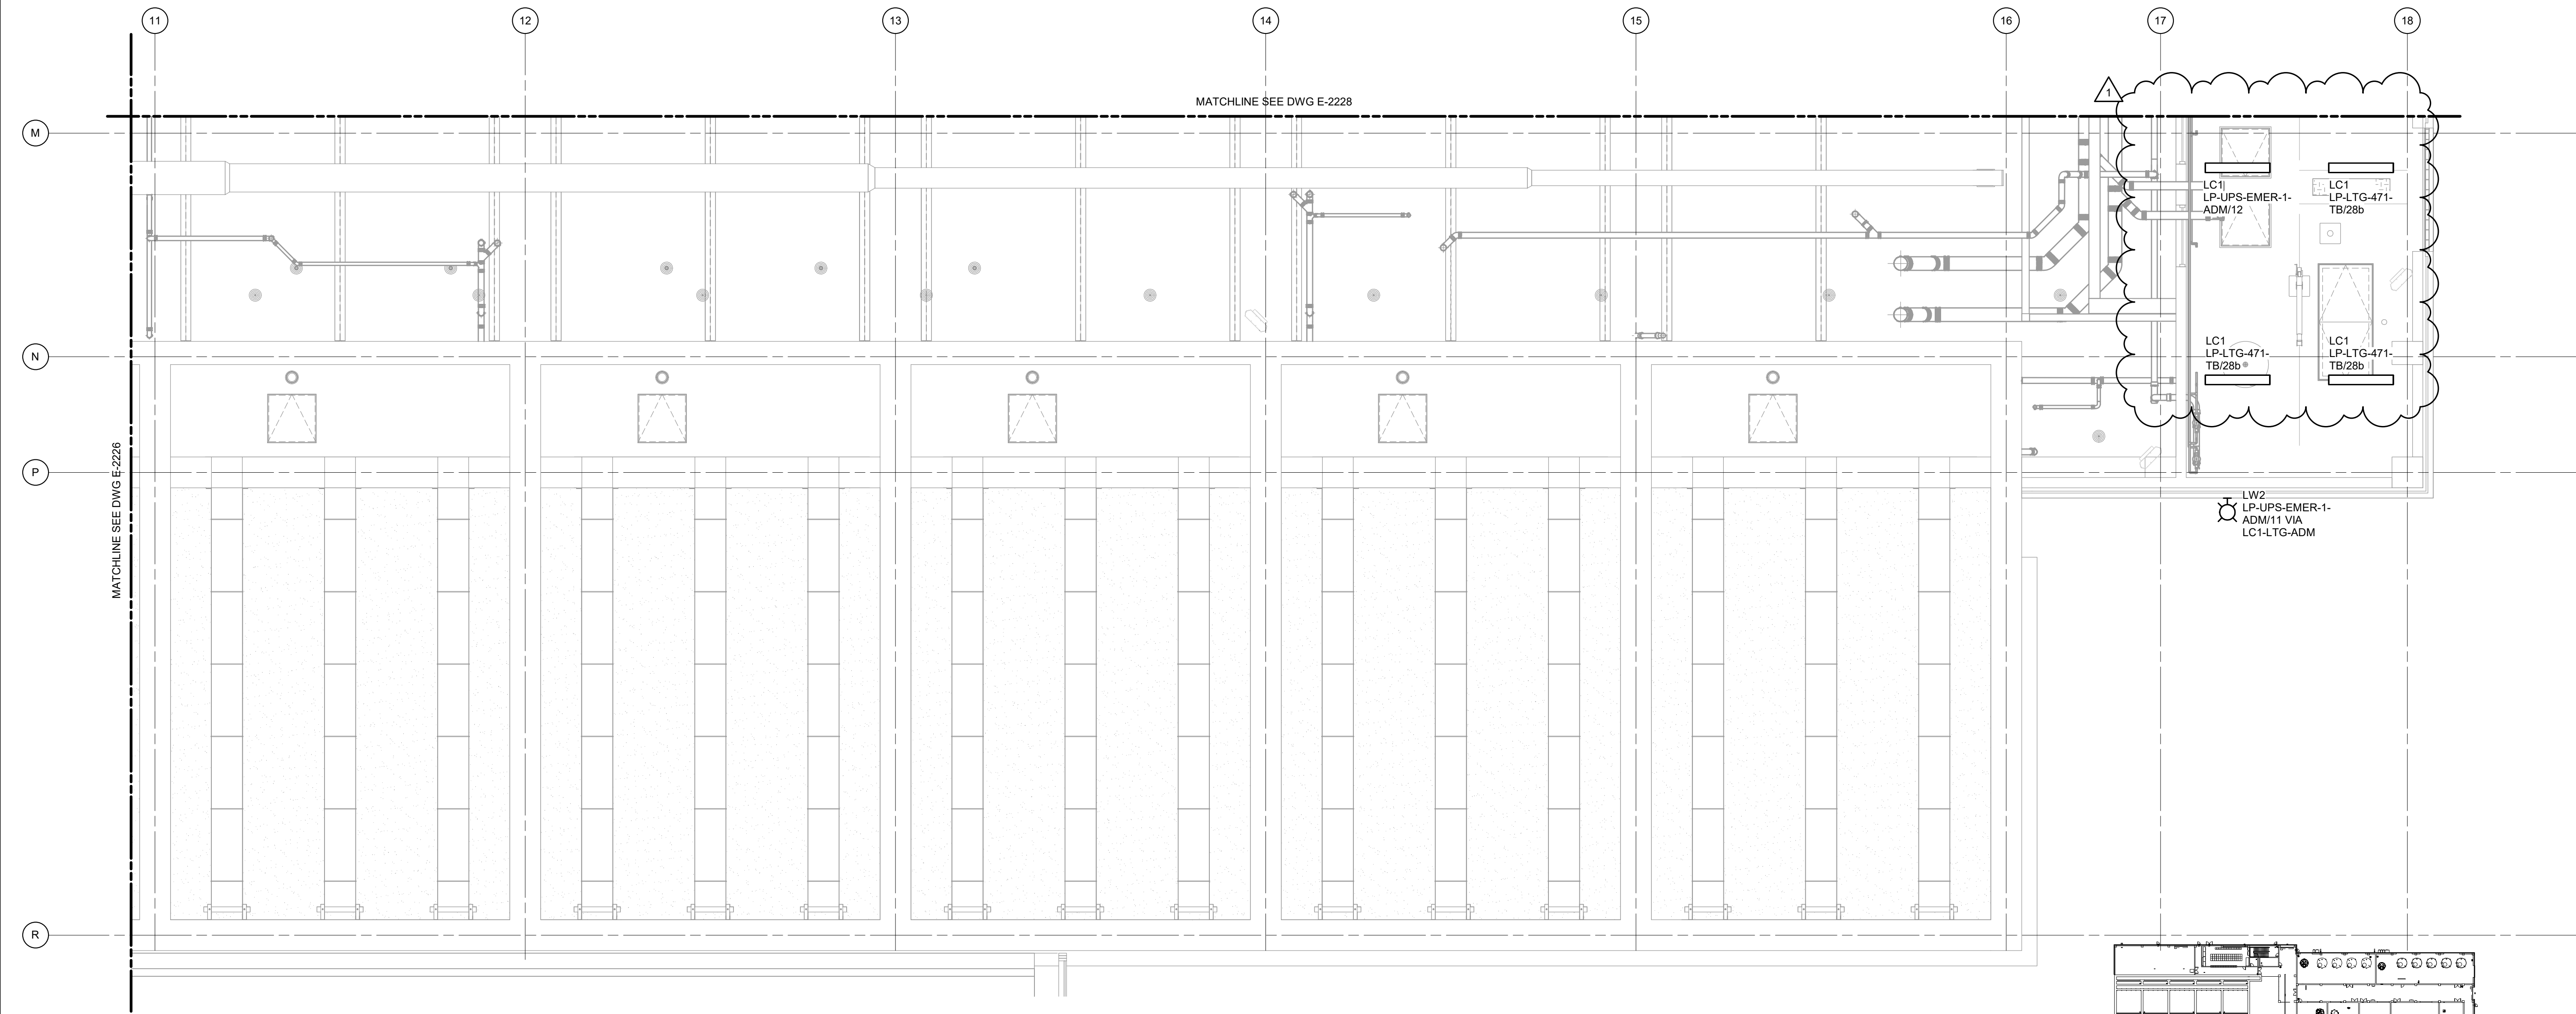 11
12
13
14
15
16
17
18
MATCHLINE SEE DWG E-2228
1
M
LC1
LP-UPS-EMER-1-
ADM/12
LC1
LP-LTG-471-
TB/28b
N
LC1
LP-LTG-471-
TB/28b
LC1
LP-LTG-471-
TB/28b
MATCHLINE SEE DWG E-2226
P
LW2
LP-UPS-EMER-1-
ADM/11 VIA
LC1-LTG-ADM
R